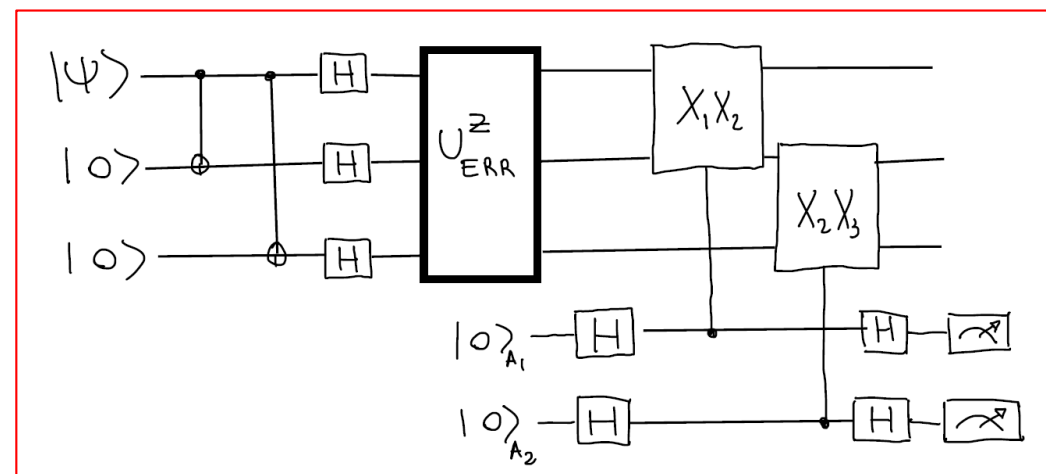 |ψ⟩ H
|0⟩ H
|0⟩ H
U^Z_ERR
X₁X₂
X₂X₃
|0⟩_A₁ H H
|0⟩_A₂ H H